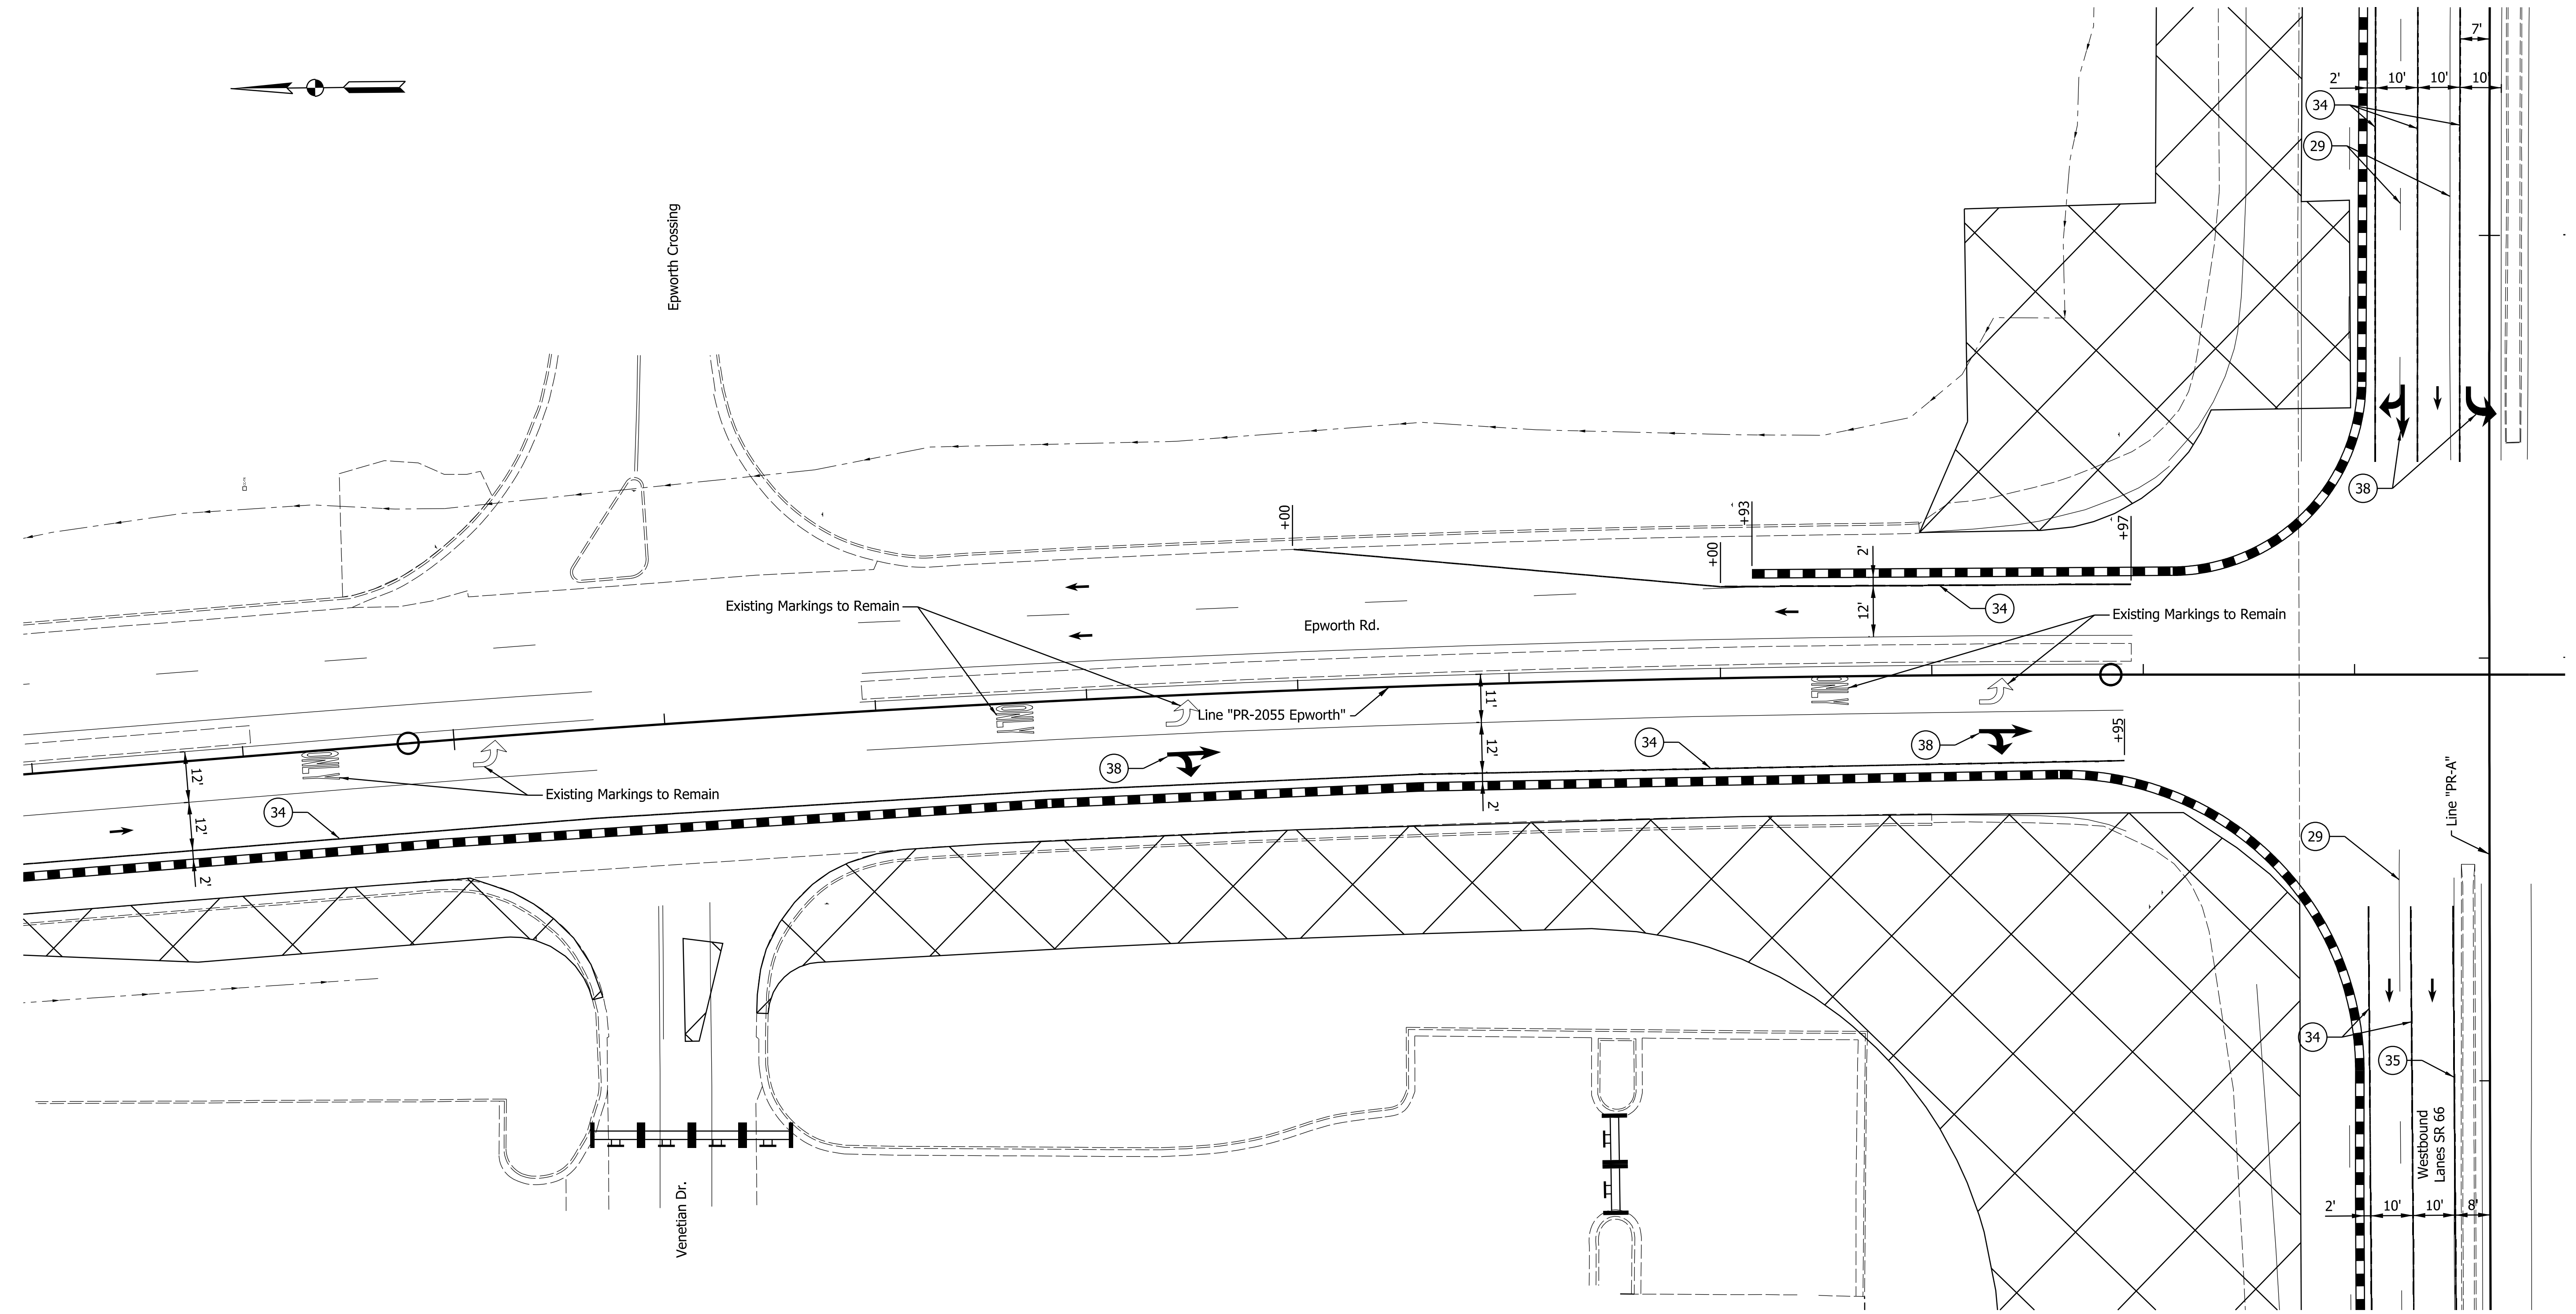 7'
2'
10'
10'
10'
34
29
Epworth Crossing
38
+00
+93
+00
+97
2'
12'
34
Existing Markings to Remain
Epworth Rd.
Existing Markings to Remain
ONLY
11'
Line "PR-2055 Epworth"
ONLY
12'
34
38
+95
38
ONLY
12'
Existing Markings to Remain
34
12'
2'
2'
Line "PR-A"
29
34
35
Westbound
Lanes SR 66
2'
10'
10'
8'
Venetian Dr.